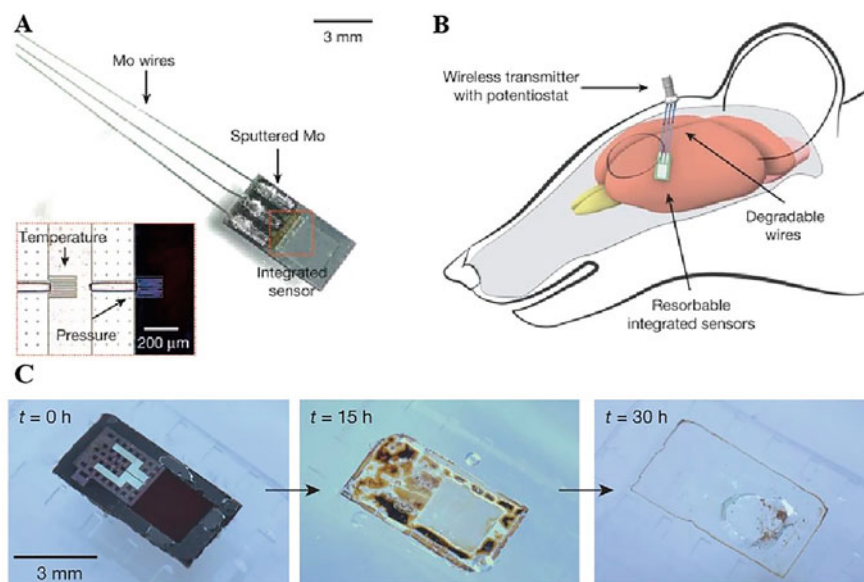 A
3 mm
Mo wires
Sputtered Mo
Integrated
sensor
Temperature
Pressure
200 μm
B
Wireless transmitter
with potentiostat
Degradable
wires
Resorbable
integrated sensors
C
t = 0 h
3 mm
t = 15 h
t = 30 h